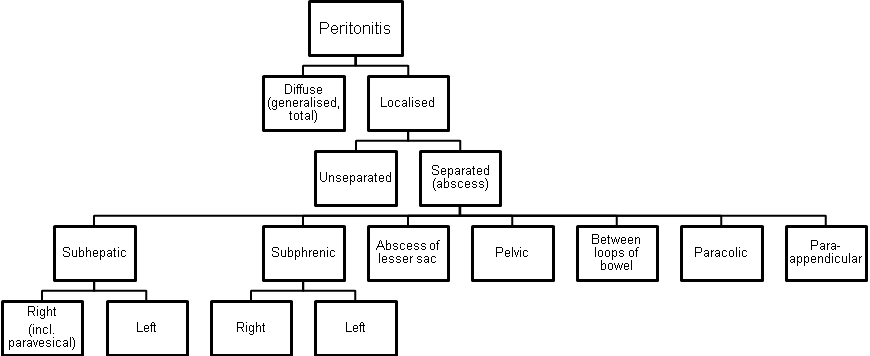 Peritonitis
Diffuse
(generalised,
total)
Localised
Unseparated
Separated
(abscess)
Subhepatic
Subphrenic
Abscess of
lesser sac
Pelvic
Between
loops of
bowel
Paracolic
Para-
appendicular
Right
(incl.
paravesical)
Left
Right
Left